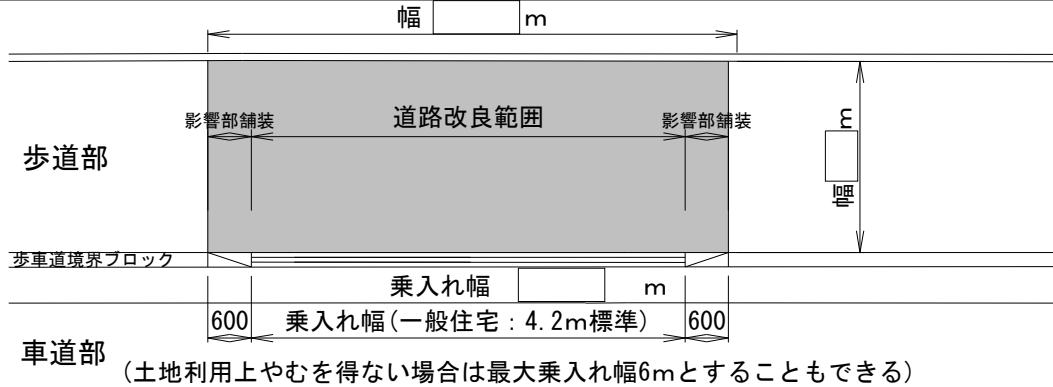 幅 m
影響部舗装 道路改良範囲 影響部舗装
幅 m
歩道部
歩車道境界ブロック
乗入れ幅 m
600 乗入れ幅(一般住宅:4.2m標準) 600
車道部
(土地利用上やむを得ない場合は最大乗入れ幅6mとすることもできる)